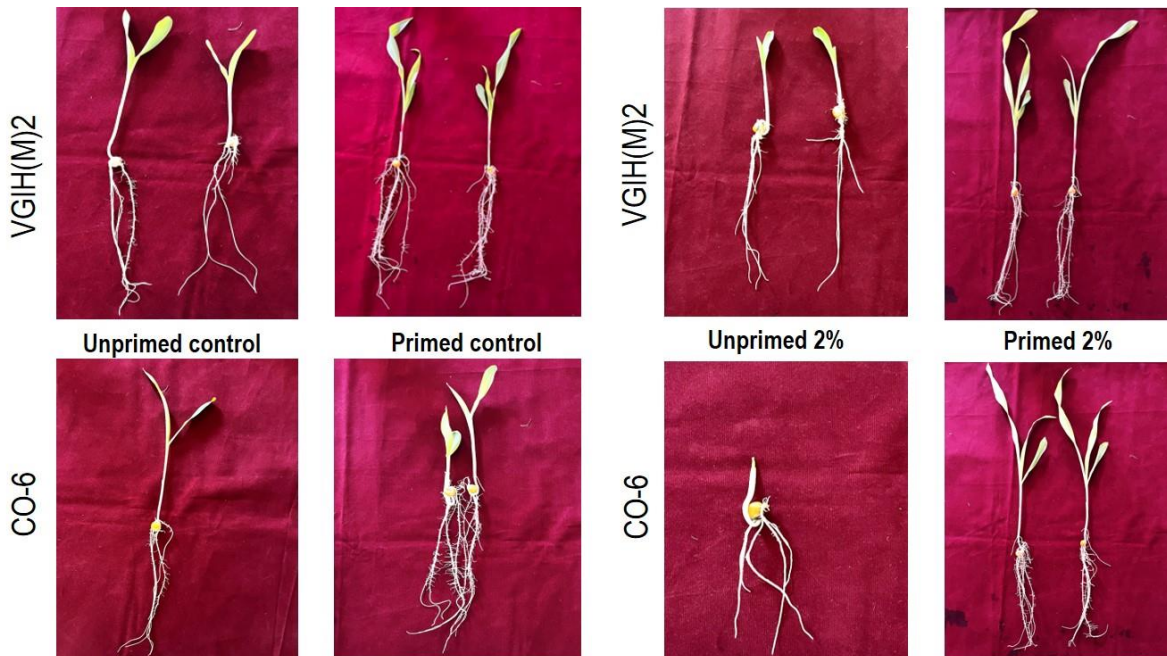 VGIH(M)2
VGIH(M)2
Unprimed control
Primed control
Unprimed 2%
Primed 2%
CO-6
CO-6